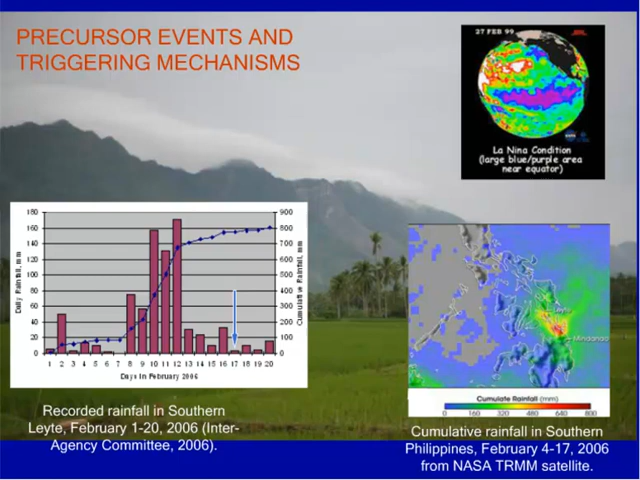 PRECURSOR EVENTS AND
TRIGGERING MECHANISMS
27 FEB 99
JPL
NASA
La Nina Condition
(large blue/purple area
near equator)
180
160
140
120
100
80
60
40
20
0
Daily Rainfall, mm
900
800
700
600
500
400
300
200
100
0
Cumulative Rainfall, mm
1 2 3 4 5 6 7 8 9 10 11 12 13 14 15 16 17 18 19 20
Days in February 2006
Recorded rainfall in Southern
Leyte, February 1-20, 2006 (Inter-
Agency Committee, 2006).
Leyte
Mindanao
Cumulate Rainfall (mm)
0 160 320 480 640 800
Cumulative rainfall in Southern
Philippines, February 4-17, 2006
from NASA TRMM satellite.